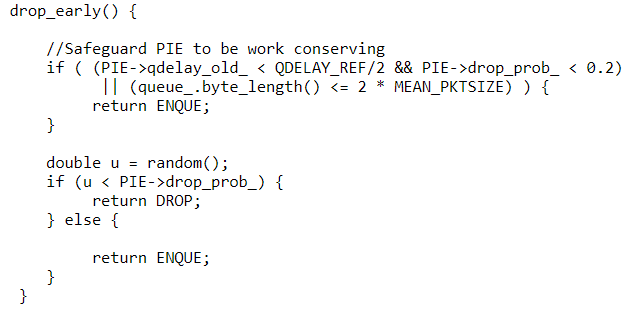 drop_early() {
//Safeguard PIE to be work conserving
if ( (PIE->qdelay_old_ < QDELAY_REF/2 && PIE->drop_prob_ < 0.2)
|| (queue_.byte_length() <= 2 * MEAN_PKTSIZE) ) {
return ENQUE;
}
double u = random();
if (u < PIE->drop_prob_) {
return DROP;
} else {
return ENQUE;
}
}